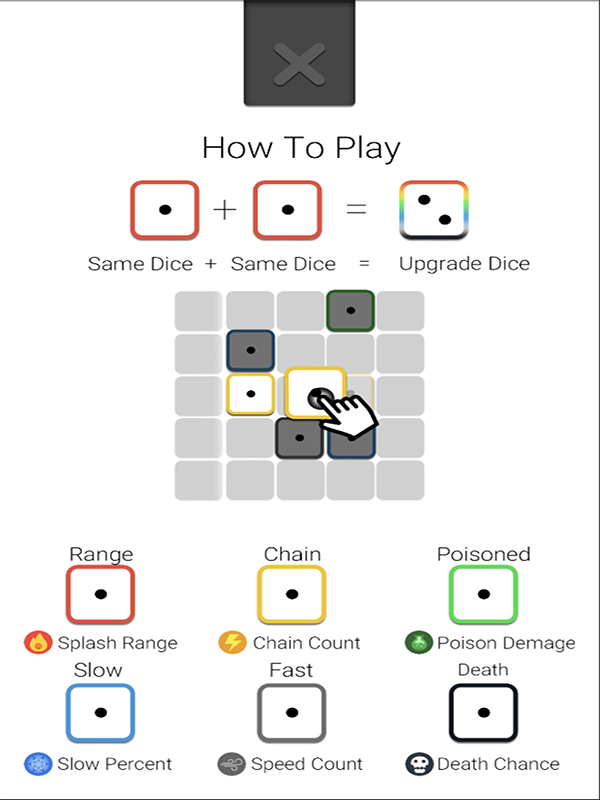 How To Play
+ =
Same Dice + Same Dice = Upgrade Dice
Range Chain Poisoned
Splash Range Chain Count Poison Demage
Slow Fast Death
Slow Percent Speed Count Death Chance